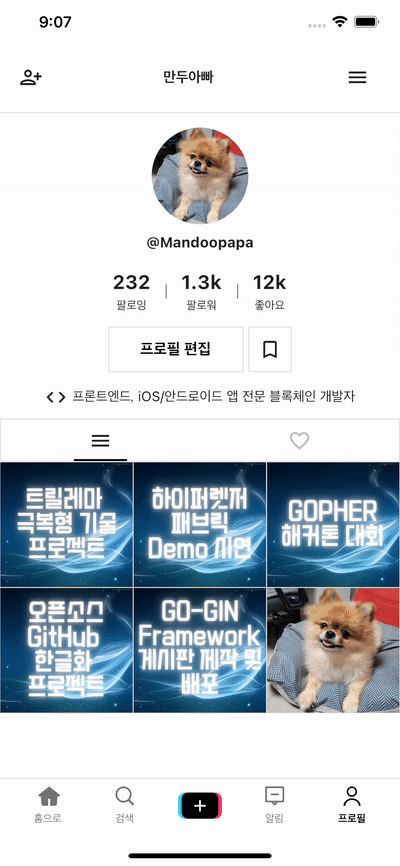 9:07
만두아빠
@Mandoopapa
232
1.3k
12k
팔로잉
팔로워
좋아요
프로필 편집
프론트엔드, iOS/안드로이드 앱 전문 블록체인 개발자
트릴레마
극복형 기술
프로젝트
하이퍼렛저
패브릭
Demo 시연
GOPHER
해커톤 대회
오픈소스
GitHub
한글화
프로젝트
GO-GIN
Framework
게시판 제작 및
배포
홈으로
검색
알림
프로필